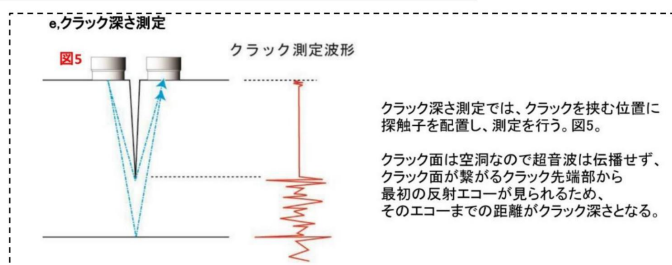 e,クラック深さ測定
図5
クラック測定波形
クラック深さ測定では、クラックを挟む位置に
探触子を配置し、測定を行う。図5。
クラック面は空洞なので超音波は伝播せず、
クラック面が繋がるクラック先端部から
最初の反射エコーが見られるため、
そのエコーまでの距離がクラック深さとなる。